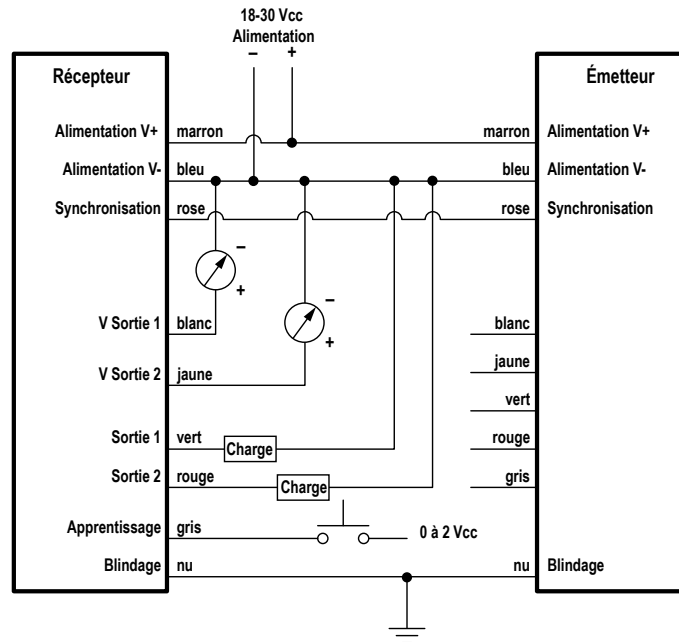 18-30 Vcc
Alimentation
– +
Récepteur
Émetteur
Alimentation V+ marron marron Alimentation V+
Alimentation V- bleu bleu Alimentation V-
Synchronisation rose rose Synchronisation
–
+
–
+
V Sortie 1 blanc blanc
V Sortie 2 jaune jaune
vert
Sortie 1 vert Charge rouge
Sortie 2 rouge Charge gris
Apprentissage gris 0 à 2 Vcc
Blindage nu nu Blindage